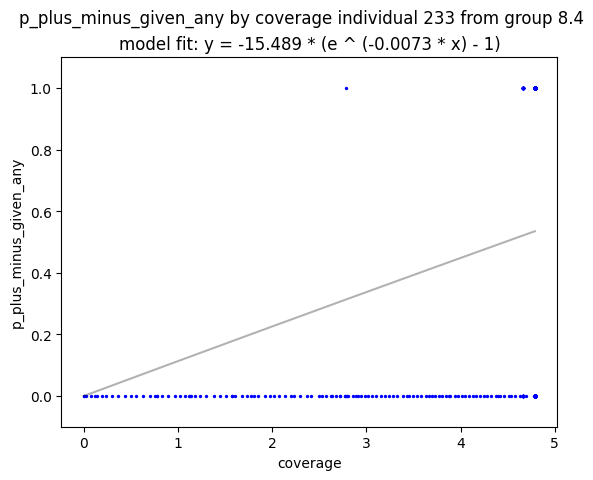 p_plus_minus_given_any by coverage individual 233 from group 8.4
model fit: y = -15.489 * (e ^ (-0.0073 * x) - 1)
1.0
0.8
0.6
0.4
0.2
0.0
p_plus_minus_given_any
0 1 2 3 4 5
coverage